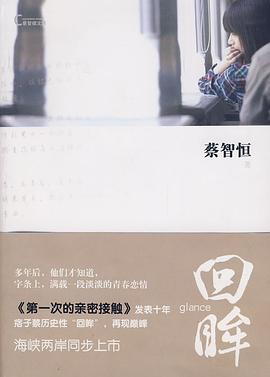 蔡智恒
著
多年后，他们才知道，
字条上，满载一段淡淡的青春恋情
《第一次的亲密接触》发表十年
痞子蔡历史性“回眸”，再现巅峰
海峡两岸同步上市
回眸
glance